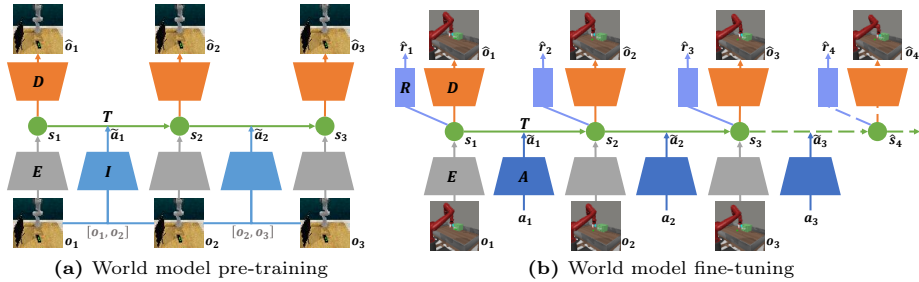 ô₁ ô₂ ô₃
D
T
s₁ ã₁ s₂ ã₂ s₃
E I
o₁ [o₁, o₂] o₂ [o₂, o₃] o₃
(a) World model pre-training
r̂₁ ô₁ r̂₂ ô₂ r̂₃ ô₃ r̂₄ ô₄
R D
T
s₁ ã₁ s₂ ã₂ s₃ ã₃ ŝ₄
E A
o₁ a₁ o₂ a₂ o₃ a₃
(b) World model fine-tuning